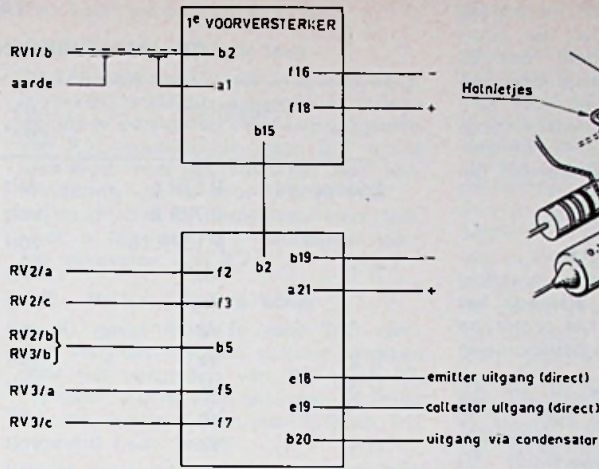 1e VOORVERSTERKER
RV1/b b2
aarde a1
f16 -
f18 +
b15
b2
b19 -
a21 +
RV2/a f2
RV2/c f3
RV2/b
RV3/b
b5
RV3/a f5
RV3/c f7
e18 emitter uitgang (direct)
e19 collector uitgang (direct)
b20 uitgang via condensator
Holnietjes